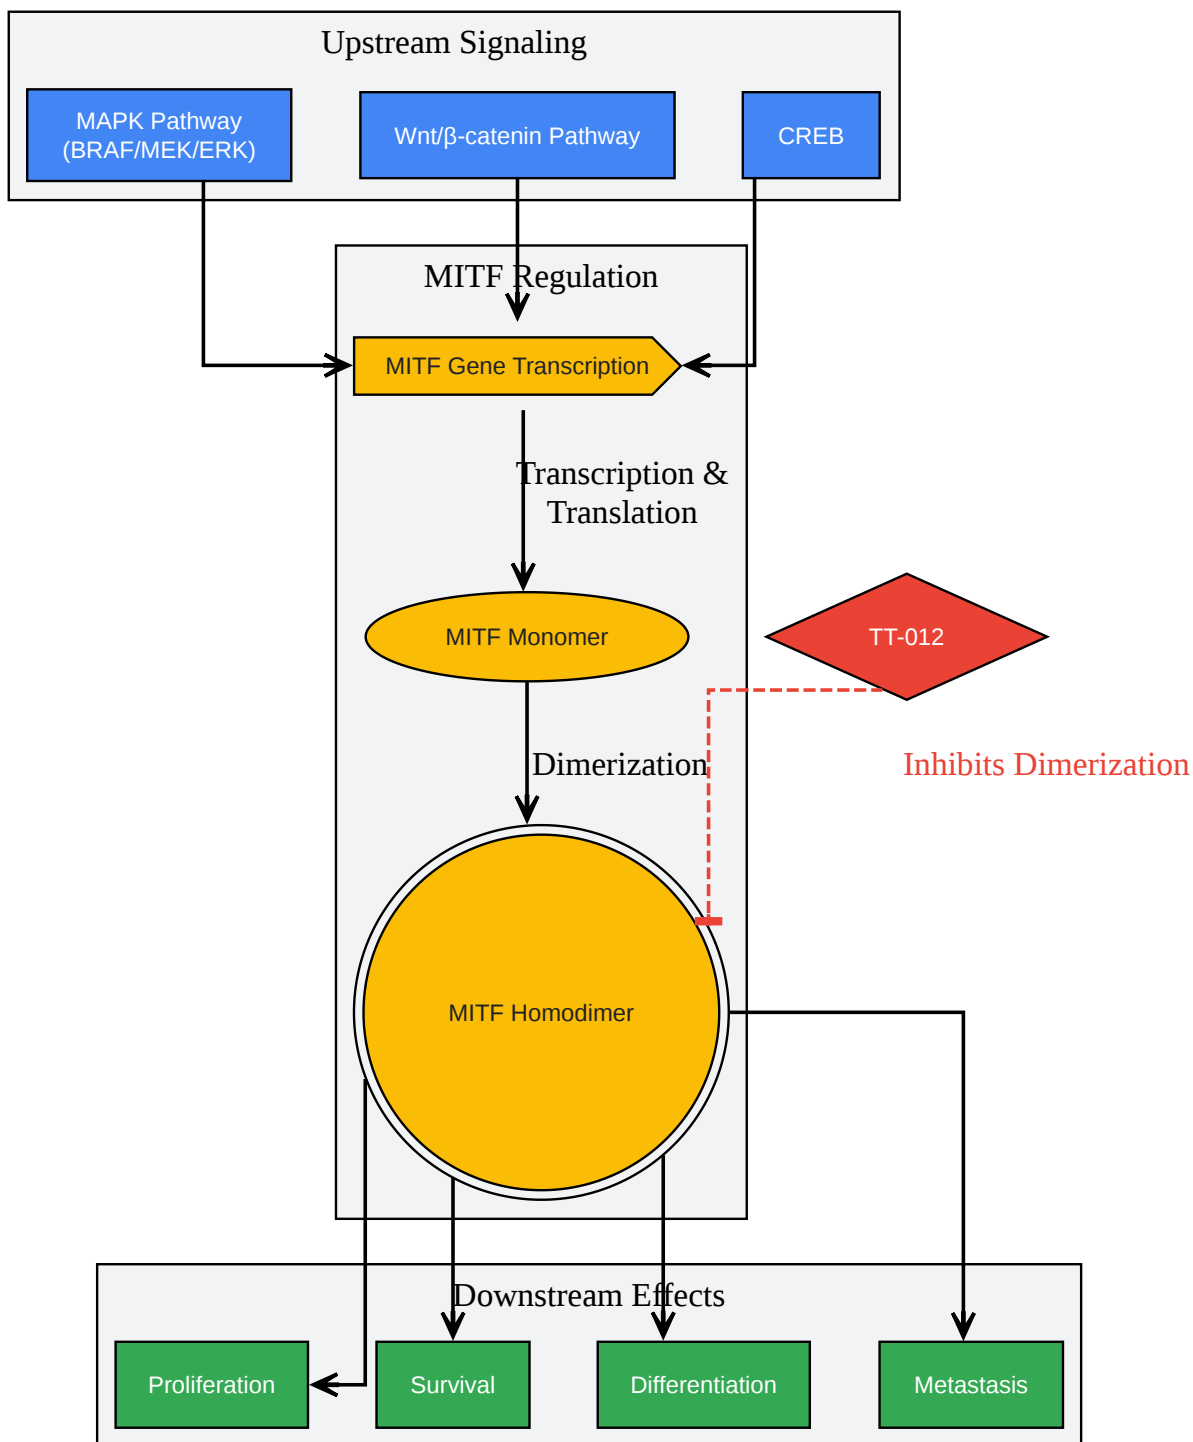 Upstream Signaling
MAPK Pathway
(BRAF/MEK/ERK)
Wnt/β-catenin Pathway
CREB
MITF Regulation
MITF Gene Transcription
Transcription &
Translation
MITF Monomer
TT-012
Dimerization
Inhibits Dimerization
MITF Homodimer
Downstream Effects
Proliferation
Survival
Differentiation
Metastasis